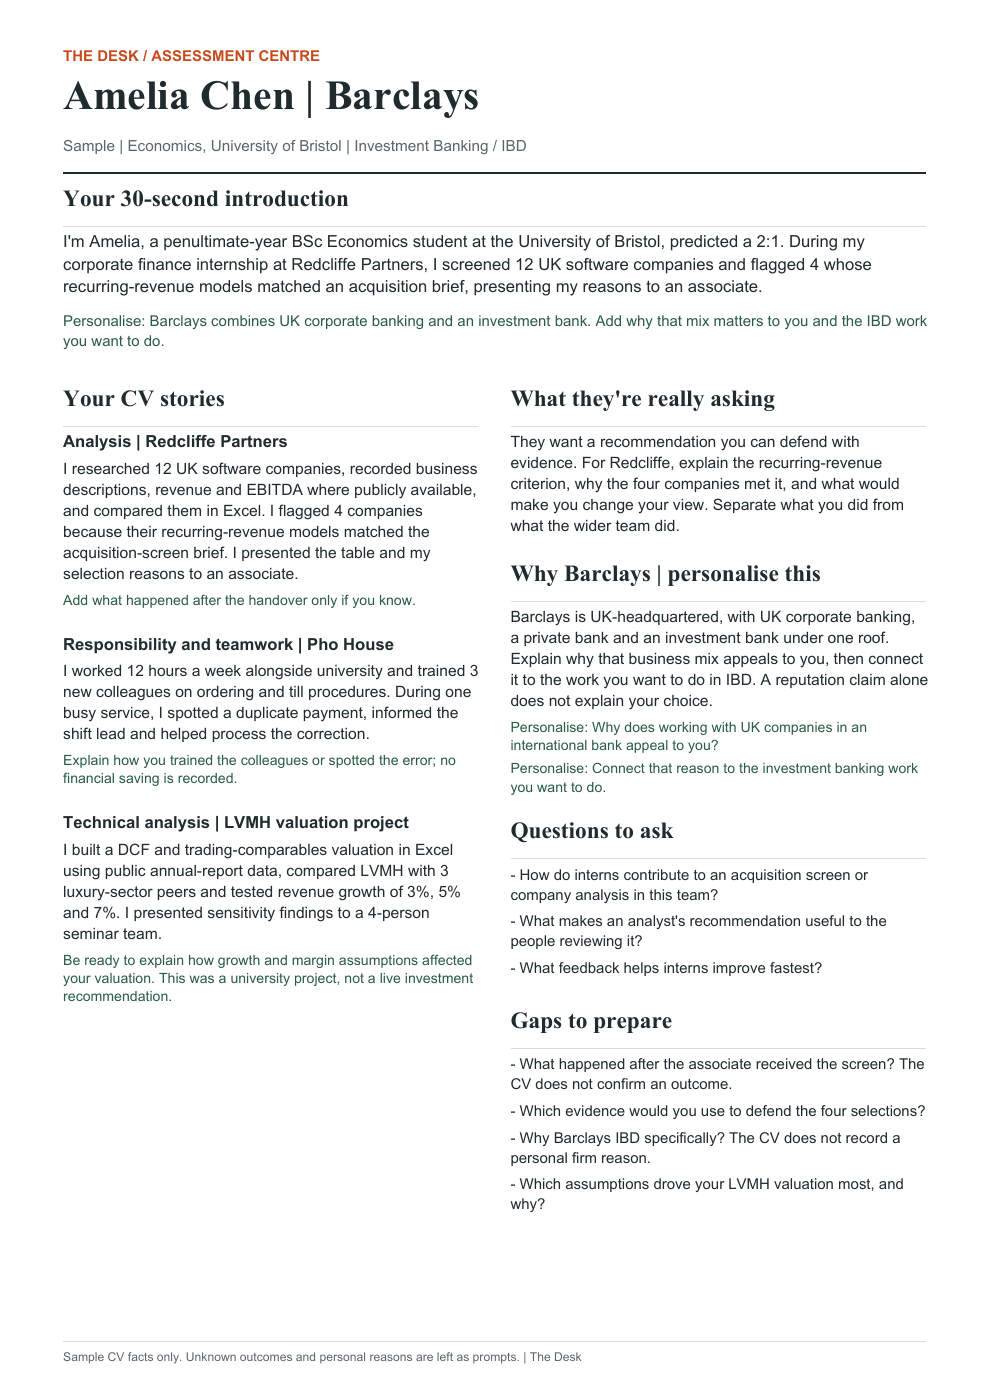 THE DESK / ASSESSMENT CENTRE
Amelia Chen | Barclays
Sample | Economics, University of Bristol | Investment Banking / IBD
Your 30-second introduction
I'm Amelia, a penultimate-year BSc Economics student at the University of Bristol, predicted a 2:1. During my
corporate finance internship at Redcliffe Partners, I screened 12 UK software companies and flagged 4 whose
recurring-revenue models matched an acquisition brief, presenting my reasons to an associate.
Personalise: Barclays combines UK corporate banking and an investment bank. Add why that mix matters to you and the IBD work
you want to do.
Your CV stories
Analysis | Redcliffe Partners
I researched 12 UK software companies, recorded business
descriptions, revenue and EBITDA where publicly available,
and compared them in Excel. I flagged 4 companies
because their recurring-revenue models matched the
acquisition-screen brief. I presented the table and my
selection reasons to an associate.
Add what happened after the handover only if you know.
Responsibility and teamwork | Pho House
I worked 12 hours a week alongside university and trained 3
new colleagues on ordering and till procedures. During one
busy service, I spotted a duplicate payment, informed the
shift lead and helped process the correction.
Explain how you trained the colleagues or spotted the error; no
financial saving is recorded.
Technical analysis | LVMH valuation project
I built a DCF and trading-comparables valuation in Excel
using public annual-report data, compared LVMH with 3
luxury-sector peers and tested revenue growth of 3%, 5%
and 7%. I presented sensitivity findings to a 4-person
seminar team.
Be ready to explain how growth and margin assumptions affected
your valuation. This was a university project, not a live investment
recommendation.
What they're really asking
They want a recommendation you can defend with
evidence. For Redcliffe, explain the recurring-revenue
criterion, why the four companies met it, and what would
make you change your view. Separate what you did from
what the wider team did.
Why Barclays | personalise this
Barclays is UK-headquartered, with UK corporate banking,
a private bank and an investment bank under one roof.
Explain why that business mix appeals to you, then connect
it to the work you want to do in IBD. A reputation claim alone
does not explain your choice.
Personalise: Why does working with UK companies in an
international bank appeal to you?
Personalise: Connect that reason to the investment banking work
you want to do.
Questions to ask
- How do interns contribute to an acquisition screen or
company analysis in this team?
- What makes an analyst's recommendation useful to the
people reviewing it?
- What feedback helps interns improve fastest?
Gaps to prepare
- What happened after the associate received the screen? The
CV does not confirm an outcome.
- Which evidence would you use to defend the four selections?
- Why Barclays IBD specifically? The CV does not record a
personal firm reason.
- Which assumptions drove your LVMH valuation most, and
why?
Sample CV facts only. Unknown outcomes and personal reasons are left as prompts. | The Desk